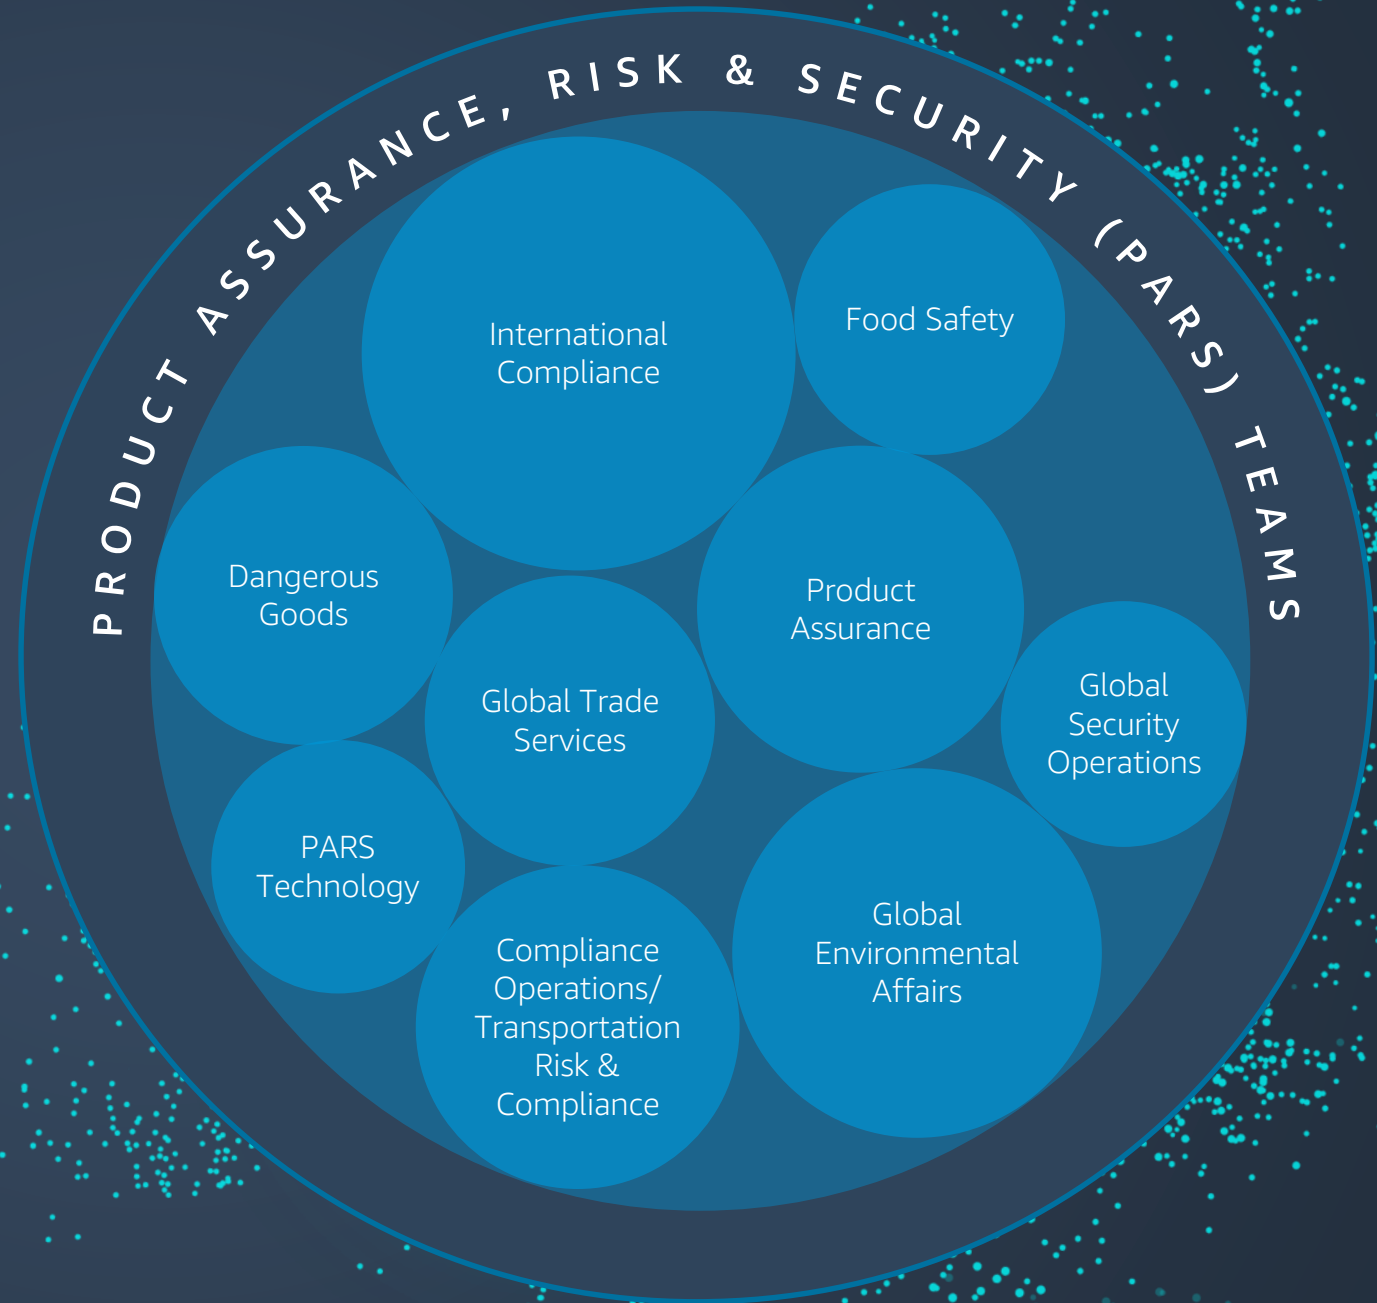 PRODUCT ASSURANCE, RISK & SECURITY (PARS) TEAMS
International
Compliance
Food Safety
Dangerous
Goods
Product
Assurance
Global Trade
Services
Global
Security
Operations
PARS
Technology
Compliance
Operations/
Transportation
Risk &
Compliance
Global
Environmental
Affairs